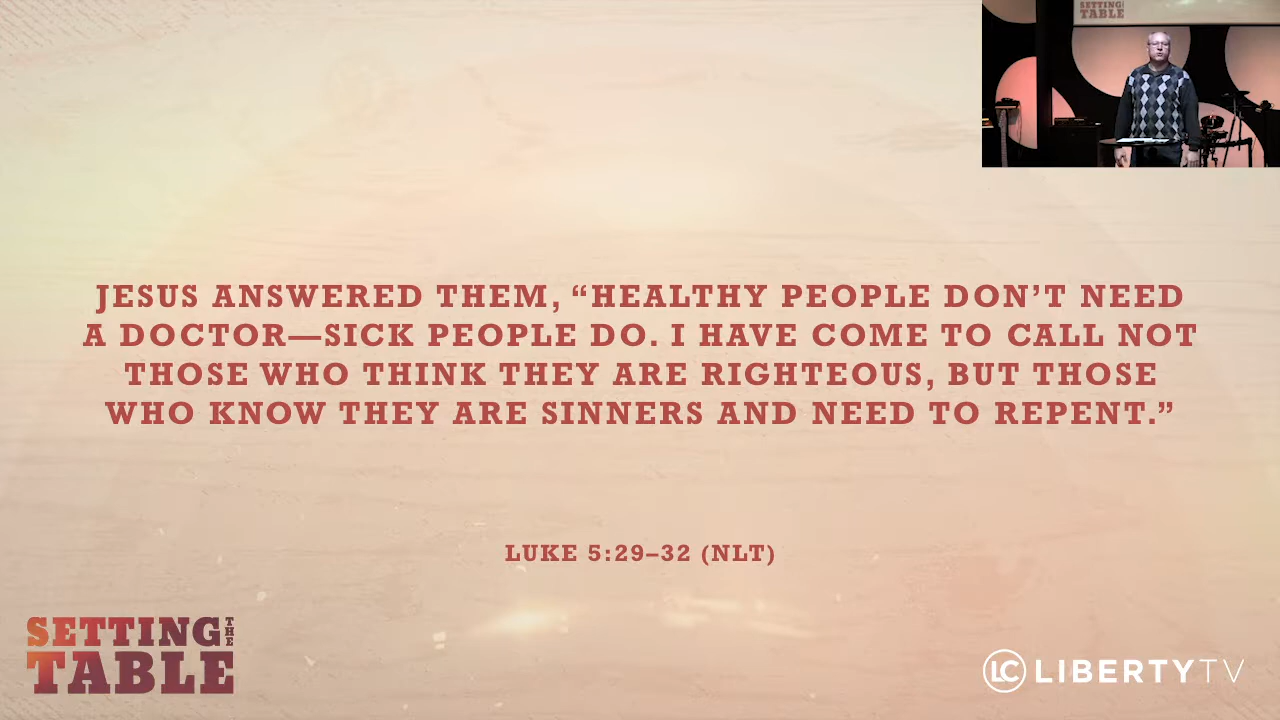 SETTING THE
TABLE
JESUS ANSWERED THEM, “HEALTHY PEOPLE DON’T NEED
A DOCTOR—SICK PEOPLE DO. I HAVE COME TO CALL NOT
THOSE WHO THINK THEY ARE RIGHTEOUS, BUT THOSE
WHO KNOW THEY ARE SINNERS AND NEED TO REPENT.”
LUKE 5:29–32 (NLT)
SETTING THE
TABLE
LC LIBERTYTV